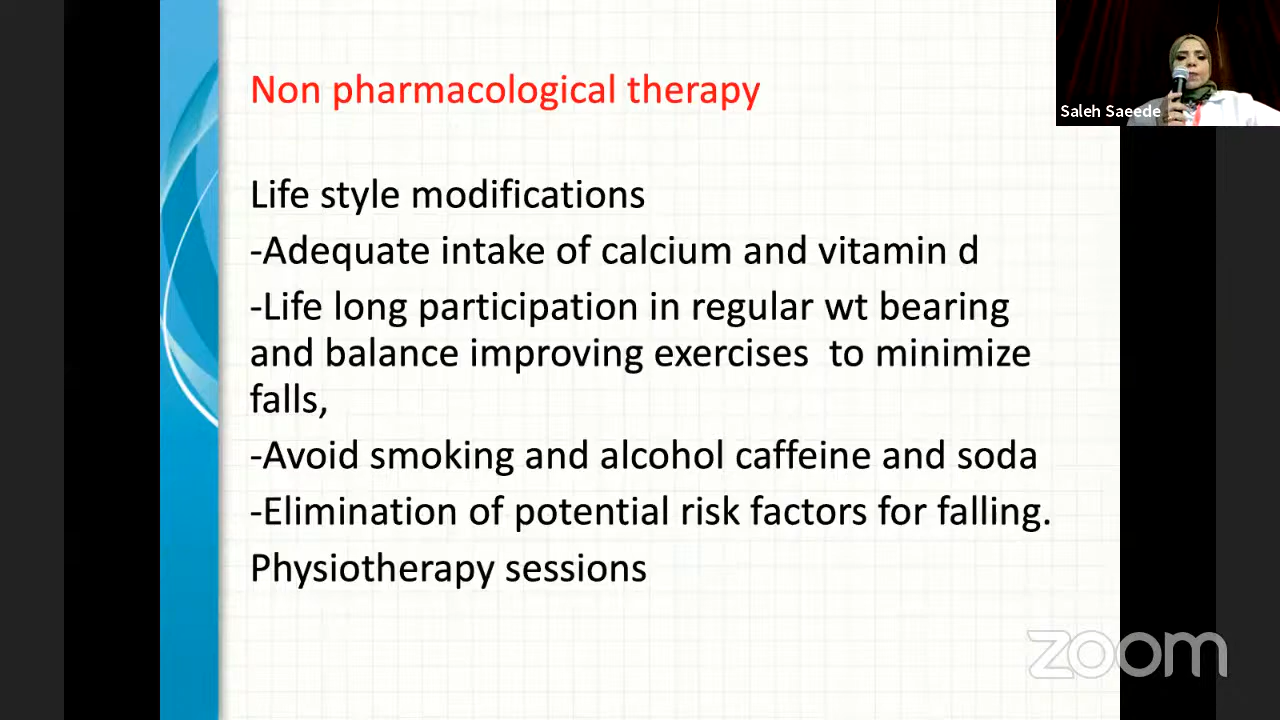 Non pharmacological therapy
Saleh Saeede
Life style modifications
-Adequate intake of calcium and vitamin d
-Life long participation in regular wt bearing
and balance improving exercises  to minimize
falls,
-Avoid smoking and alcohol caffeine and soda
-Elimination of potential risk factors for falling.
Physiotherapy sessions
zoom